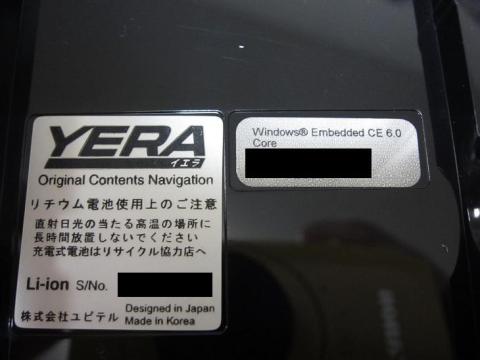 YERA
イエラ
Original Contents Navigation
リチウム電池使用上のご注意
直射日光の当たる高温の場所に
長時間放置しないでください
充電式電池はリサイクル協力店へ
Li-ion S/No.
株式会社ユピテル
Designed in Japan
Made in Korea
Windows® Embedded CE 6.0
Core